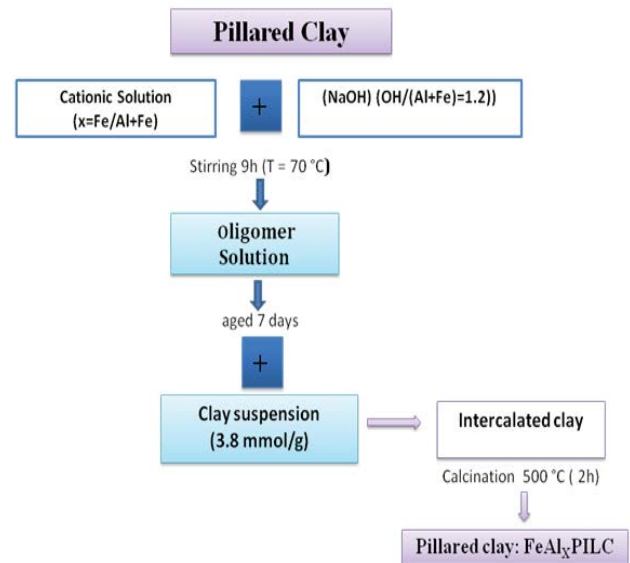 Pillared Clay
Cationic Solution
(x=Fe/Al+Fe)
+
(NaOH) (OH/(Al+Fe)=1.2))
Stirring 9h (T = 70 °C)
Oligomer
Solution
aged 7 days
+
Clay suspension
(3.8 mmol/g)
Intercalated clay
Calcination 500 °C ( 2h)
Pillared clay: FeAlXPILC